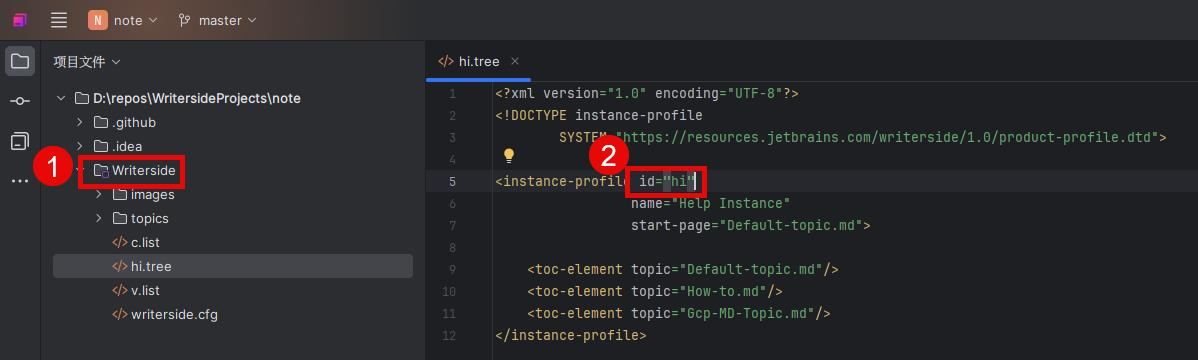 N note master
项目文件
D:\repos\WritersideProjects\note
.github
.idea
1
Writerside
images
topics
c.list
hi.tree
v.list
writerside.cfg
hi.tree
1 <?xml version="1.0" encoding="UTF-8"?>
2 <!DOCTYPE instance-profile
3 SYSTEM "https://resources.jetbrains.com/writerside/1.0/product-profile.dtd">
4
2
5 <instance-profile id="hi"
6 name="Help Instance"
7 start-page="Default-topic.md">
8
9 <toc-element topic="Default-topic.md"/>
10 <toc-element topic="How-to.md"/>
11 <toc-element topic="Gcp-MD-Topic.md"/>
12 </instance-profile>